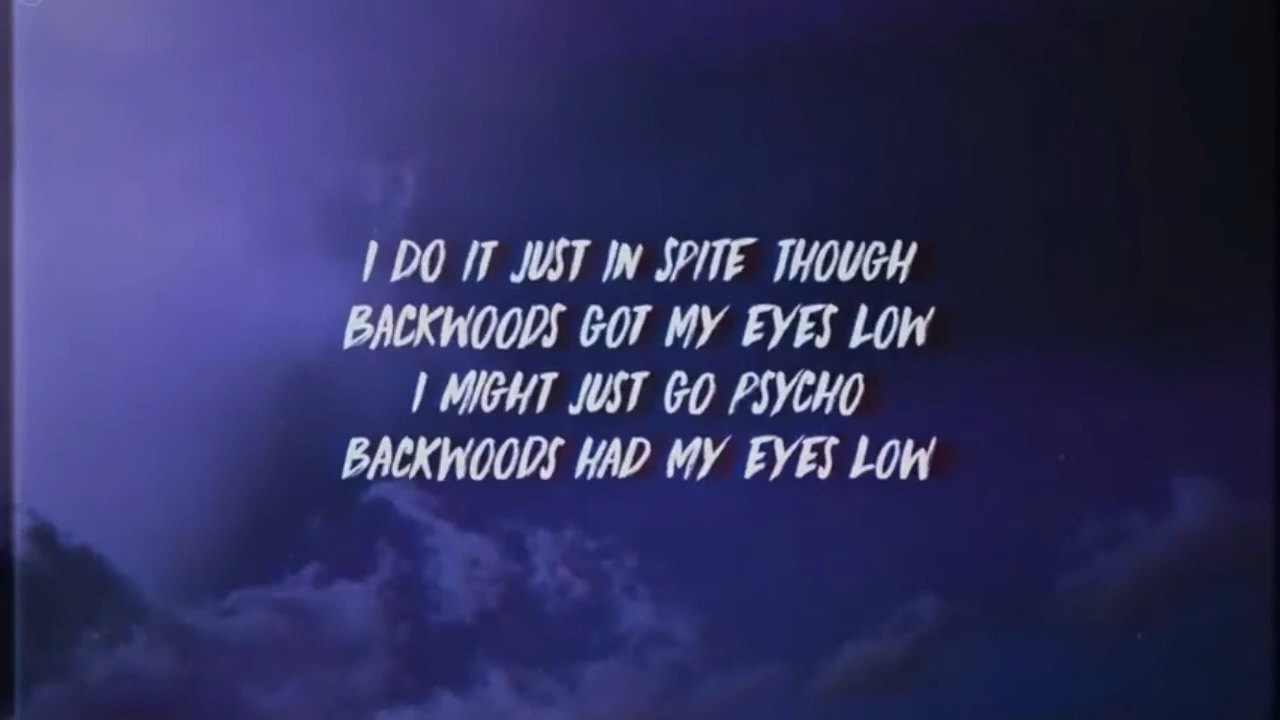 I DO IT JUST IN SPITE THOUGH
BACKWOODS GOT MY EYES LOW
I MIGHT JUST GO PSYCHO
BACKWOODS HAD MY EYES LOW